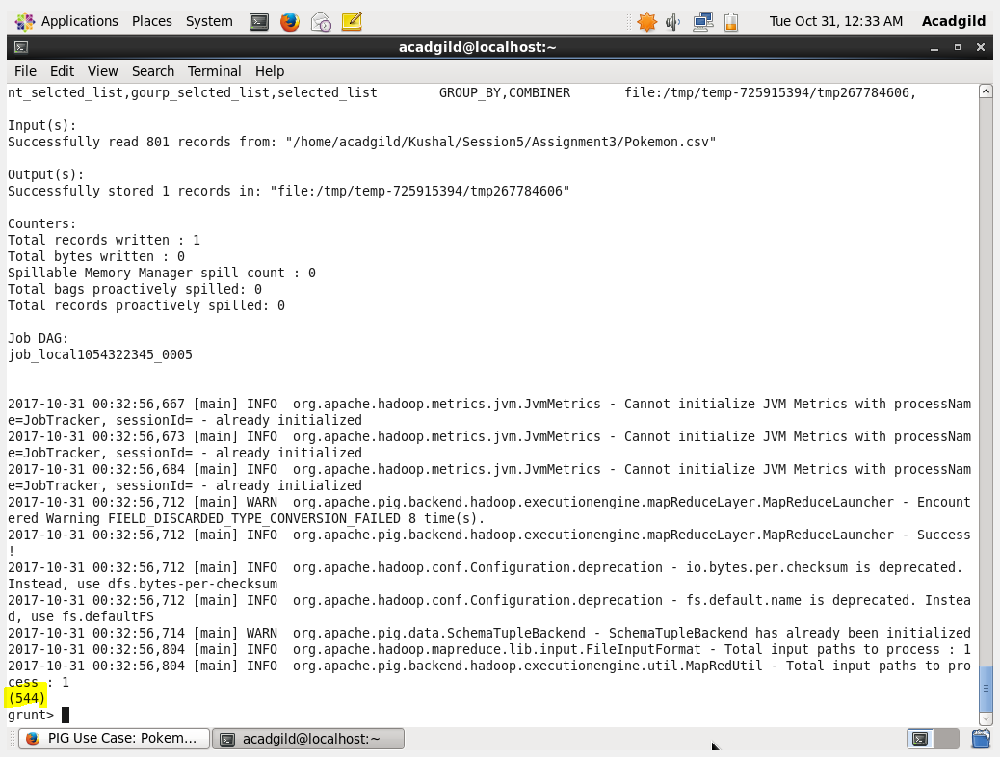 Applications Places System Tue Oct 31, 12:33 AM Acadgild
acadgild@localhost:~
File Edit View Search Terminal Help
nt_selcted_list,gourp_selcted_list,selected_list GROUP_BY,COMBINER file:/tmp/temp-725915394/tmp267784606,
Input(s):
Successfully read 801 records from: "/home/acadgild/Kushal/Session5/Assignment3/Pokemon.csv"
Output(s):
Successfully stored 1 records in: "file:/tmp/temp-725915394/tmp267784606"
Counters:
Total records written : 1
Total bytes written : 0
Spillable Memory Manager spill count : 0
Total bags proactively spilled: 0
Total records proactively spilled: 0
Job DAG:
job_local1054322345_0005
2017-10-31 00:32:56,667 [main] INFO  org.apache.hadoop.metrics.jvm.JvmMetrics - Cannot initialize JVM Metrics with processNam
e=JobTracker, sessionId= - already initialized
2017-10-31 00:32:56,673 [main] INFO  org.apache.hadoop.metrics.jvm.JvmMetrics - Cannot initialize JVM Metrics with processNam
e=JobTracker, sessionId= - already initialized
2017-10-31 00:32:56,684 [main] INFO  org.apache.hadoop.metrics.jvm.JvmMetrics - Cannot initialize JVM Metrics with processNam
e=JobTracker, sessionId= - already initialized
2017-10-31 00:32:56,712 [main] WARN  org.apache.pig.backend.hadoop.executionengine.mapReduceLayer.MapReduceLauncher - Encount
ered Warning FIELD_DISCARDED_TYPE_CONVERSION_FAILED 8 time(s).
2017-10-31 00:32:56,712 [main] INFO  org.apache.pig.backend.hadoop.executionengine.mapReduceLayer.MapReduceLauncher - Success
!
2017-10-31 00:32:56,712 [main] INFO  org.apache.hadoop.conf.Configuration.deprecation - io.bytes.per.checksum is deprecated.
Instead, use dfs.bytes-per-checksum
2017-10-31 00:32:56,712 [main] INFO  org.apache.hadoop.conf.Configuration.deprecation - fs.default.name is deprecated. Instea
d, use fs.defaultFS
2017-10-31 00:32:56,714 [main] WARN  org.apache.pig.data.SchemaTupleBackend - SchemaTupleBackend has already been initialized
2017-10-31 00:32:56,804 [main] INFO  org.apache.hadoop.mapreduce.lib.input.FileInputFormat - Total input paths to process : 1
2017-10-31 00:32:56,804 [main] INFO  org.apache.pig.backend.hadoop.executionengine.util.MapRedUtil - Total input paths to pro
cess : 1
(544)
grunt>
PIG Use Case: Pokem... acadgild@localhost:~